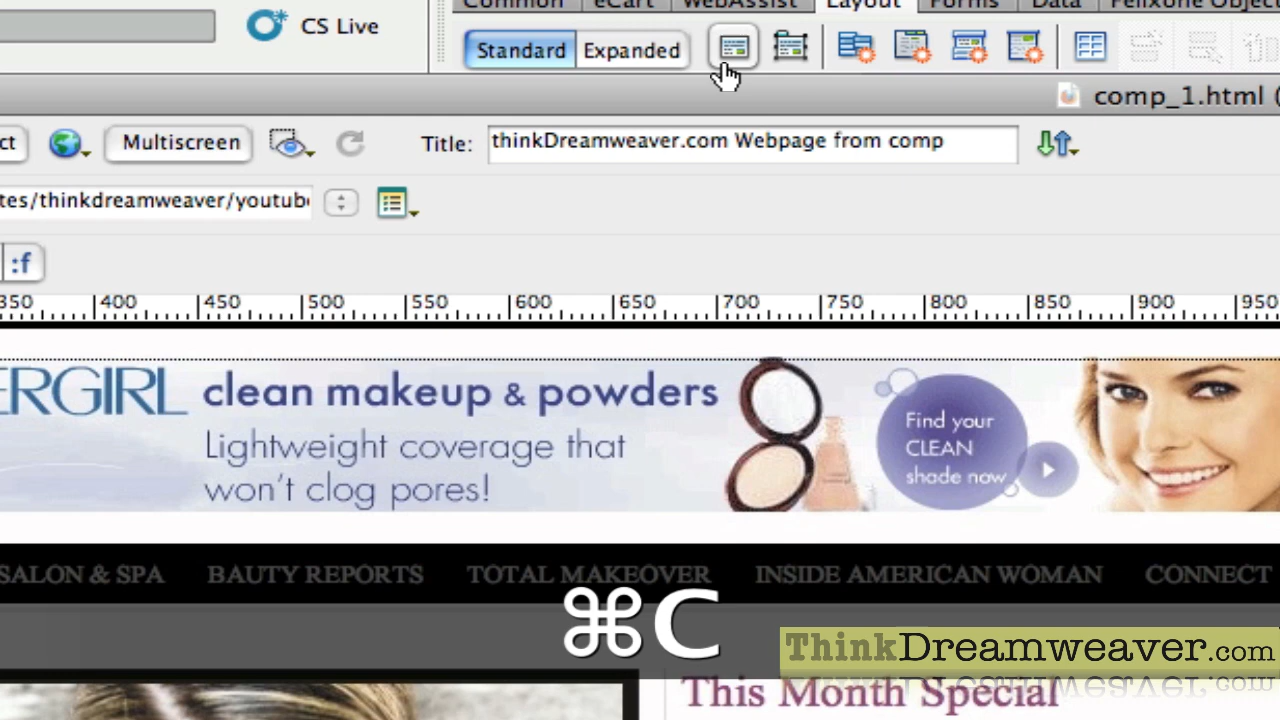 Common eCart WebAssist Layout Forms Data Felixone Object
CS Live
Standard Expanded
comp_1.html (
ct Multiscreen Title: thinkDreamweaver.com Webpage from comp
tes/thinkdreamweaver/youtub
:f
350 400 450 500 550 600 650 700 750 800 850 900 950
ERGIRL clean makeup & powders
Lightweight coverage that
won't clog pores!
Find your
CLEAN
shade now
SALON & SPA BAUTY REPORTS TOTAL MAKEOVER INSIDE AMERICAN WOMAN CONNECT
⌘C
ThinkDreamweaver.com
This Month Special